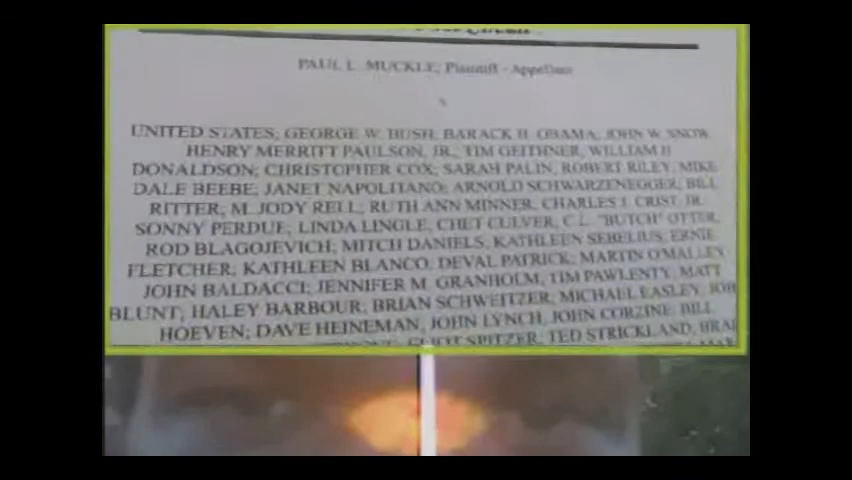 PAUL L. MUCKLE, Plaintiff - Appellant
v.
UNITED STATES; GEORGE W. BUSH; BARACK H. OBAMA; JOHN W. SNOW
HENRY MERRITT PAULSON, JR.; TIM GEITHNER; WILLIAM H
DONALDSON; CHRISTOPHER COX; SARAH PALIN; ROBERT RILEY; MIKE
DALE BEEBE; JANET NAPOLITANO; ARNOLD SCHWARZENEGGER; BILL
RITTER; M. JODY RELL; RUTH ANN MINNER; CHARLES J. CRIST, JR.
SONNY PERDUE; LINDA LINGLE; CHET CULVER; C.L. "BUTCH" OTTER;
ROD BLAGOJEVICH; MITCH DANIELS; KATHLEEN SEBELIUS; ERNIE
FLETCHER; KATHLEEN BLANCO; DEVAL PATRICK; MARTIN O'MALLEY
JOHN BALDACCI; JENNIFER M. GRANHOLM; TIM PAWLENTY; MATT
BLUNT; HALEY BARBOUR; BRIAN SCHWEITZER; MICHAEL EASLEY; JOH
HOEVEN; DAVE HEINEMAN; JOHN LYNCH; JOHN CORZINE; BILL
SPITZER; TED STRICKLAND; BRAD